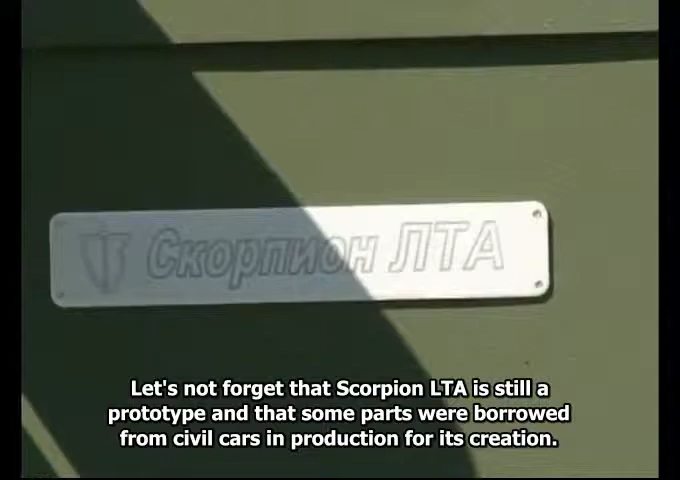 Скорпион ЛТА
Let's not forget that Scorpion LTA is still a
prototype and that some parts were borrowed
from civil cars in production for its creation.